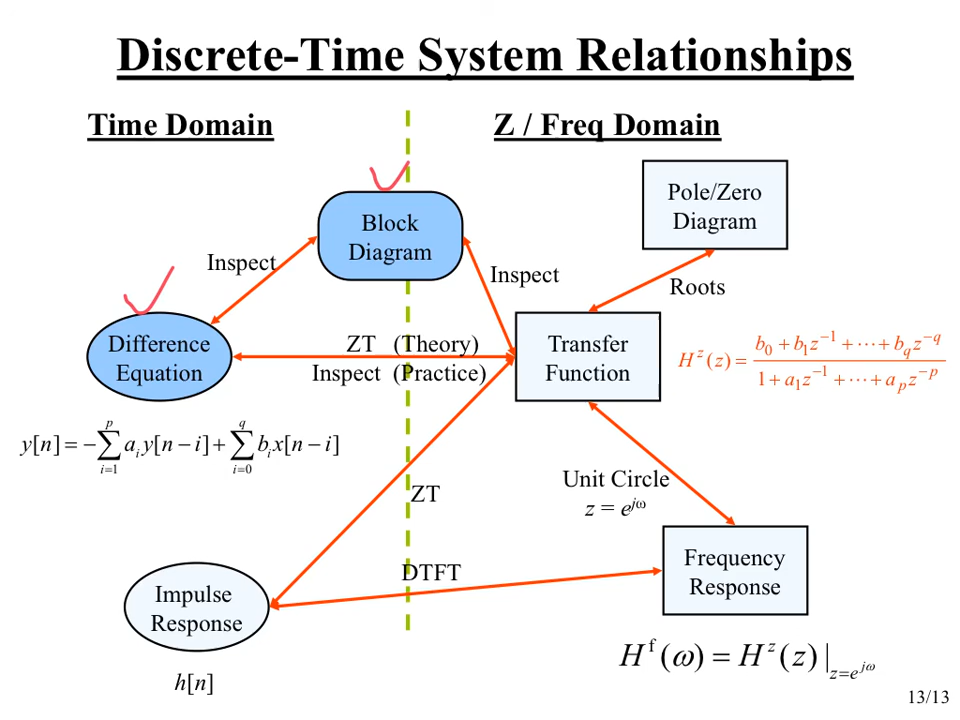 Discrete-Time System Relationships
Time Domain
Z / Freq Domain
Pole/Zero
Diagram
Block
Diagram
Inspect
Inspect
Roots
Difference
Equation
ZT (Theory)
Inspect (Practice)
Transfer
Function
H^z(z) = (b_0 + b_1 z^{-1} + ⋯ + b_q z^{-q}) / (1 + a_1 z^{-1} + ⋯ + a_p z^{-p})
y[n] = −∑_{i=1}^{p} a_i y[n − i] + ∑_{i=0}^{q} b_i x[n − i]
Unit Circle
z = e^{jω}
ZT
Frequency
Response
DTFT
Impulse
Response
H^f(ω) = H^z(z) |_{z=e^{jω}}
h[n]
13/13